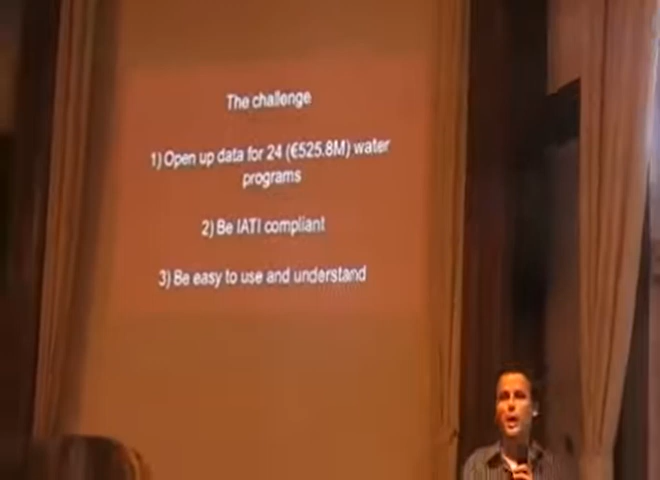 The challenge
1) Open up data for 24 (€525.8M) water
programs
2) Be IATI compliant
3) Be easy to use and understand